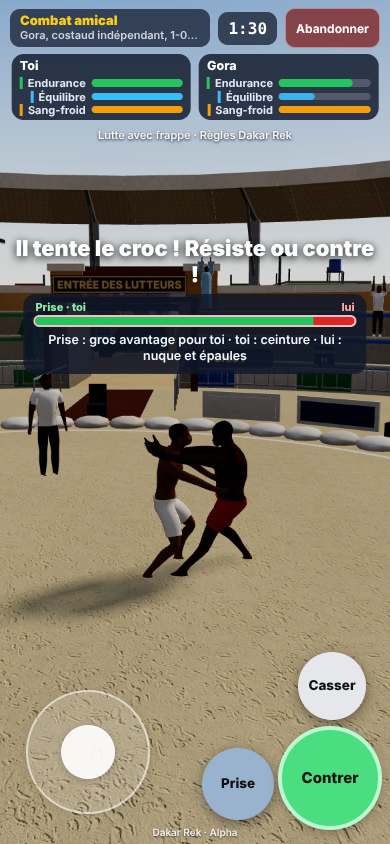 Combat amical
Gora, costaud indépendant, 1-0…
1:30
Abandonner
Toi
Endurance
Équilibre
Sang-froid
Gora
Endurance
Équilibre
Sang-froid
Lutte avec frappe · Règles Dakar Rek
Il tente le croc ! Résiste ou contre
!
ENTRÉE DES LUTTEURS
Prise · toi
lui
Prise : gros avantage pour toi · toi : ceinture · lui :
nuque et épaules
Casser
Prise
Contrer
Dakar Rek · Alpha